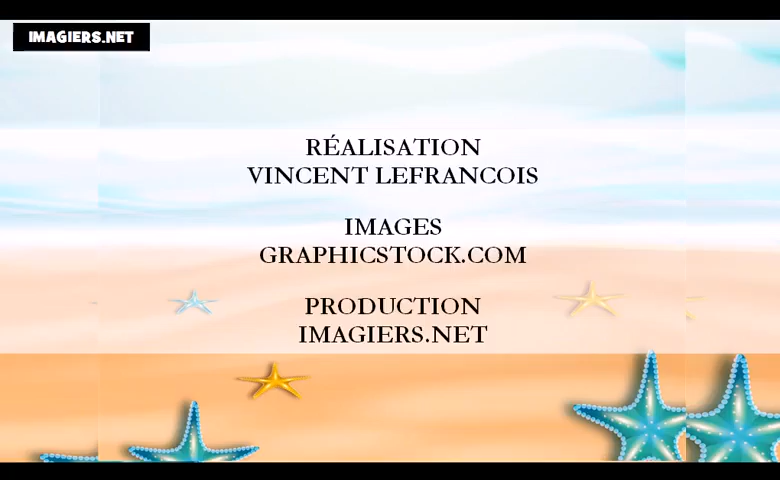 IMAGIERS.NET
RÉALISATION
VINCENT LEFRANCOIS
IMAGES
GRAPHICSTOCK.COM
PRODUCTION
IMAGIERS.NET